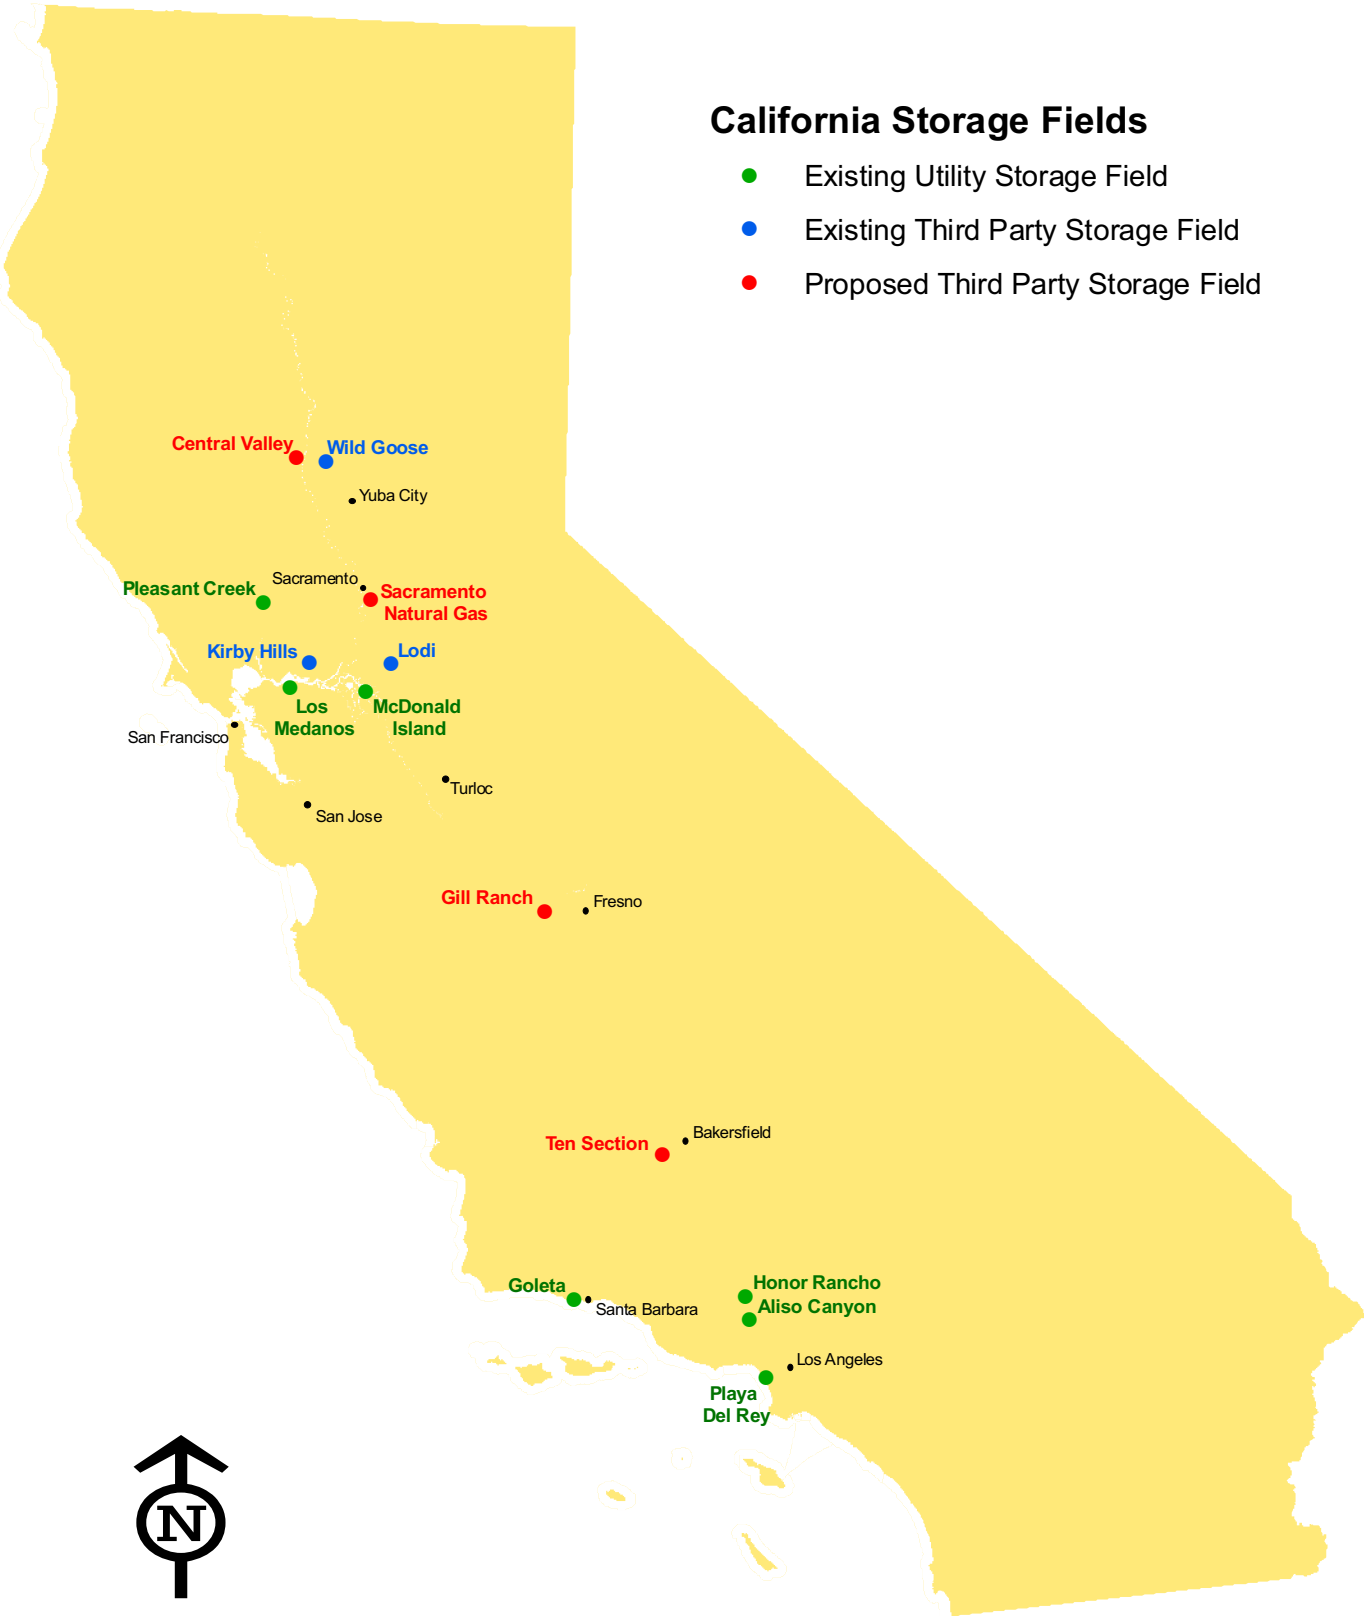 California Storage Fields
Existing Utility Storage Field
Existing Third Party Storage Field
Proposed Third Party Storage Field
Central Valley
Wild Goose
Yuba City
Sacramento
Pleasant Creek
Sacramento
Natural Gas
Kirby Hills
Lodi
Los
Medanos
McDonald
Island
San Francisco
Turloc
San Jose
Gill Ranch
Fresno
Bakersfield
Ten Section
Goleta
Santa Barbara
Honor Rancho
Aliso Canyon
Los Angeles
Playa
Del Rey
N